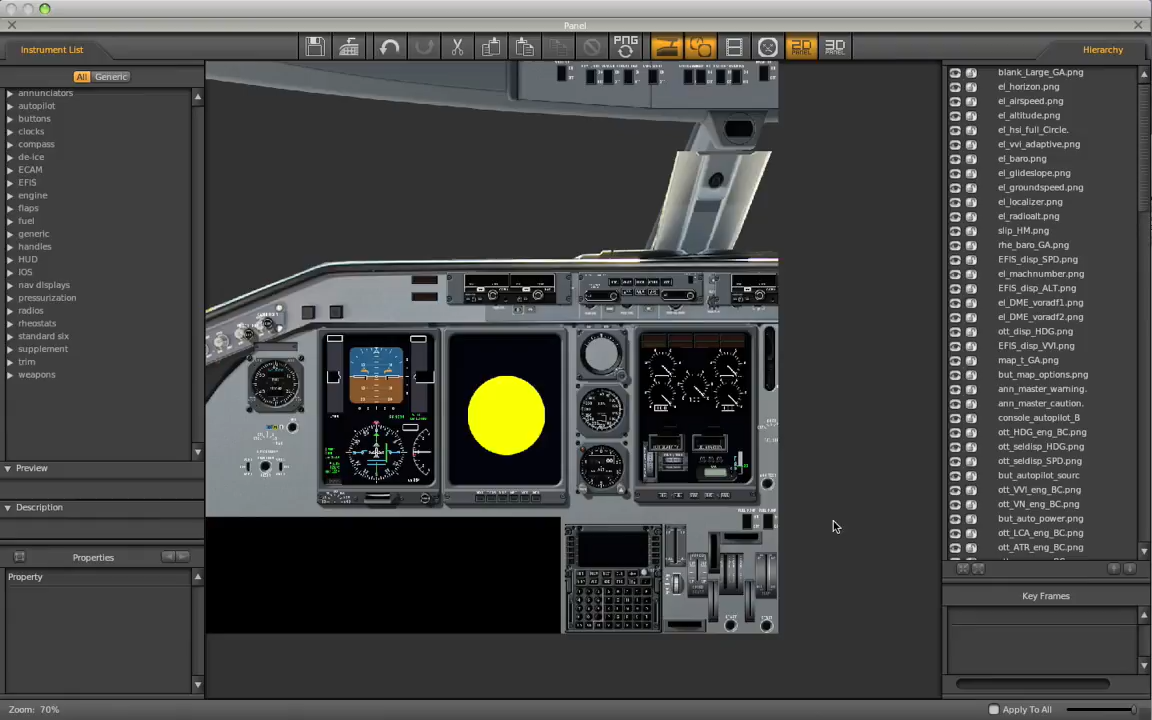 Panel
Instrument List
PNG
2D
PANEL
3D
PANEL
Hierarchy
All
Generic
annunciators
autopilot
buttons
clocks
compass
de-ice
ECAM
EFIS
engine
flaps
fuel
generic
handles
HUD
IOS
nav displays
pressurization
radios
rheostats
standard six
supplement
trim
weapons
Preview
Description
Properties
Property
Zoom: 70%
blank_Large_GA.png
el_horizon.png
el_airspeed.png
el_altitude.png
el_hsi_full_Circle.
el_vvi_adaptive.png
el_baro.png
el_glideslope.png
el_groundspeed.png
el_localizer.png
el_radioalt.png
slip_HM.png
rhe_baro_GA.png
EFIS_disp_SPD.png
el_machnumber.png
EFIS_disp_ALT.png
el_DME_voradf1.png
el_DME_voradf2.png
ott_disp_HDG.png
EFIS_disp_VVI.png
map_t_GA.png
but_map_options.png
ann_master_warning.
ann_master_caution.
console_autopilot_B
ott_HDG_eng_BC.png
ott_seldisp_HDG.png
ott_seldisp_SPD.png
but_autopilot_sourc
ott_VVI_eng_BC.png
ott_VN_eng_BC.png
but_auto_power.png
ott_LCA_eng_BC.png
ott_ATR_eng_BC.png
Key Frames
Apply To All